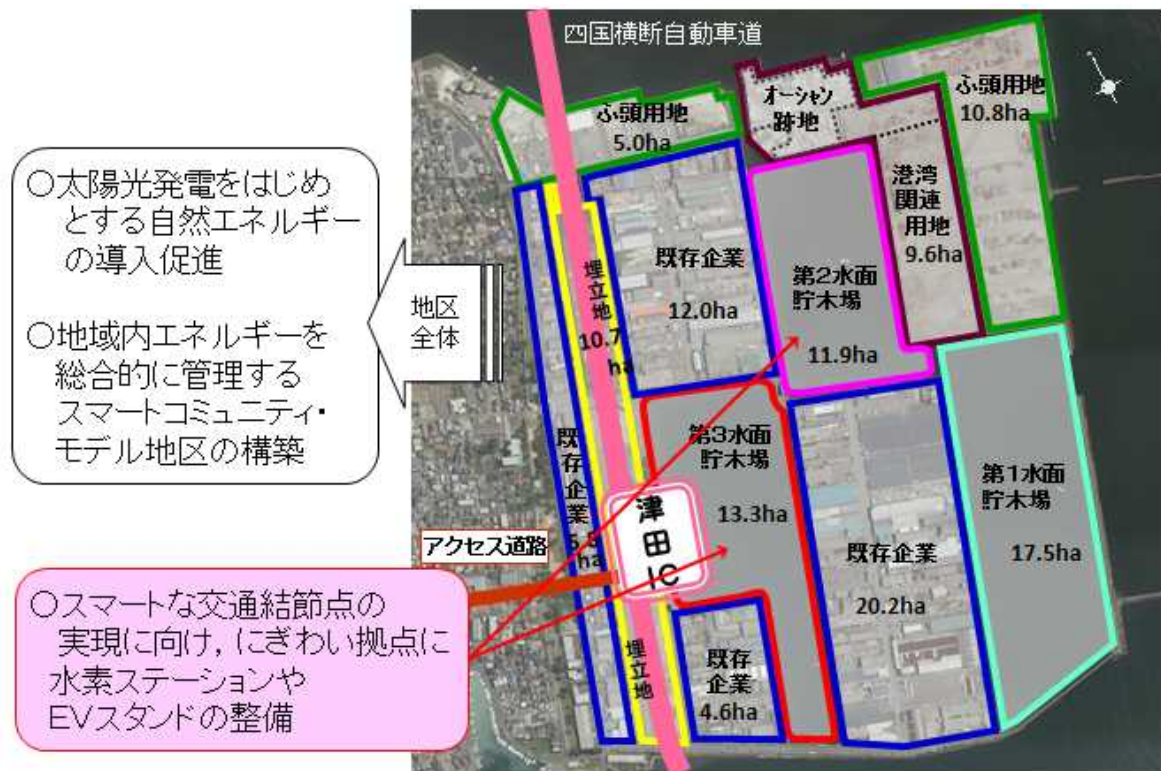 四国横断自動車道
ふ頭用地
5.0ha
オーシャン
跡地
ふ頭用地
10.8ha
○太陽光発電をはじめ
とする自然エネルギー
の導入促進
○地域内エネルギーを
総合的に管理する
スマートコミュニティ・
モデル地区の構築
地区
全体
埋立地
10.7
ha
既存企業
12.0ha
第2水面
貯木場
11.9ha
港湾
関連
用地
9.6ha
既存企業
ha
第3水面
貯木場
13.3ha
津田IC
アクセス道路
既存企業
20.2ha
第1水面
貯木場
17.5ha
○スマートな交通結節点の
実現に向け，にぎわい拠点に
水素ステーションや
EVスタンドの整備
埋立地
既存
企業
4.6ha